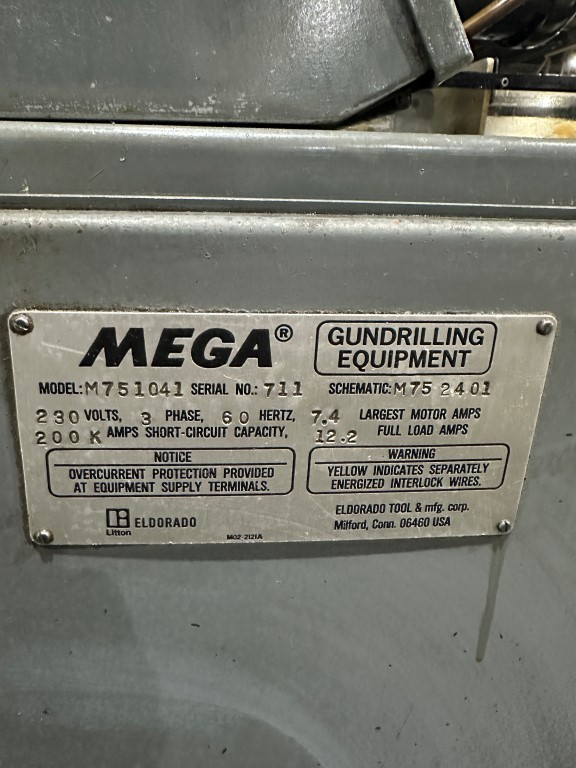 MEGA® GUNDRILLING EQUIPMENT
MODEL: M751041 SERIAL NO.: 711 SCHEMATIC: M75 2401
230 VOLTS, 3 PHASE, 60 HERTZ, 7.4 LARGEST MOTOR AMPS
200 K AMPS SHORT-CIRCUIT CAPACITY, 12.2 FULL LOAD AMPS
NOTICE
OVERCURRENT PROTECTION PROVIDED
AT EQUIPMENT SUPPLY TERMINALS.
WARNING
YELLOW INDICATES SEPARATELY
ENERGIZED INTERLOCK WIRES.
ELDORADO
Litton
M02-2121A
ELDORADO TOOL & mfg. corp.
Milford, Conn. 06460 USA